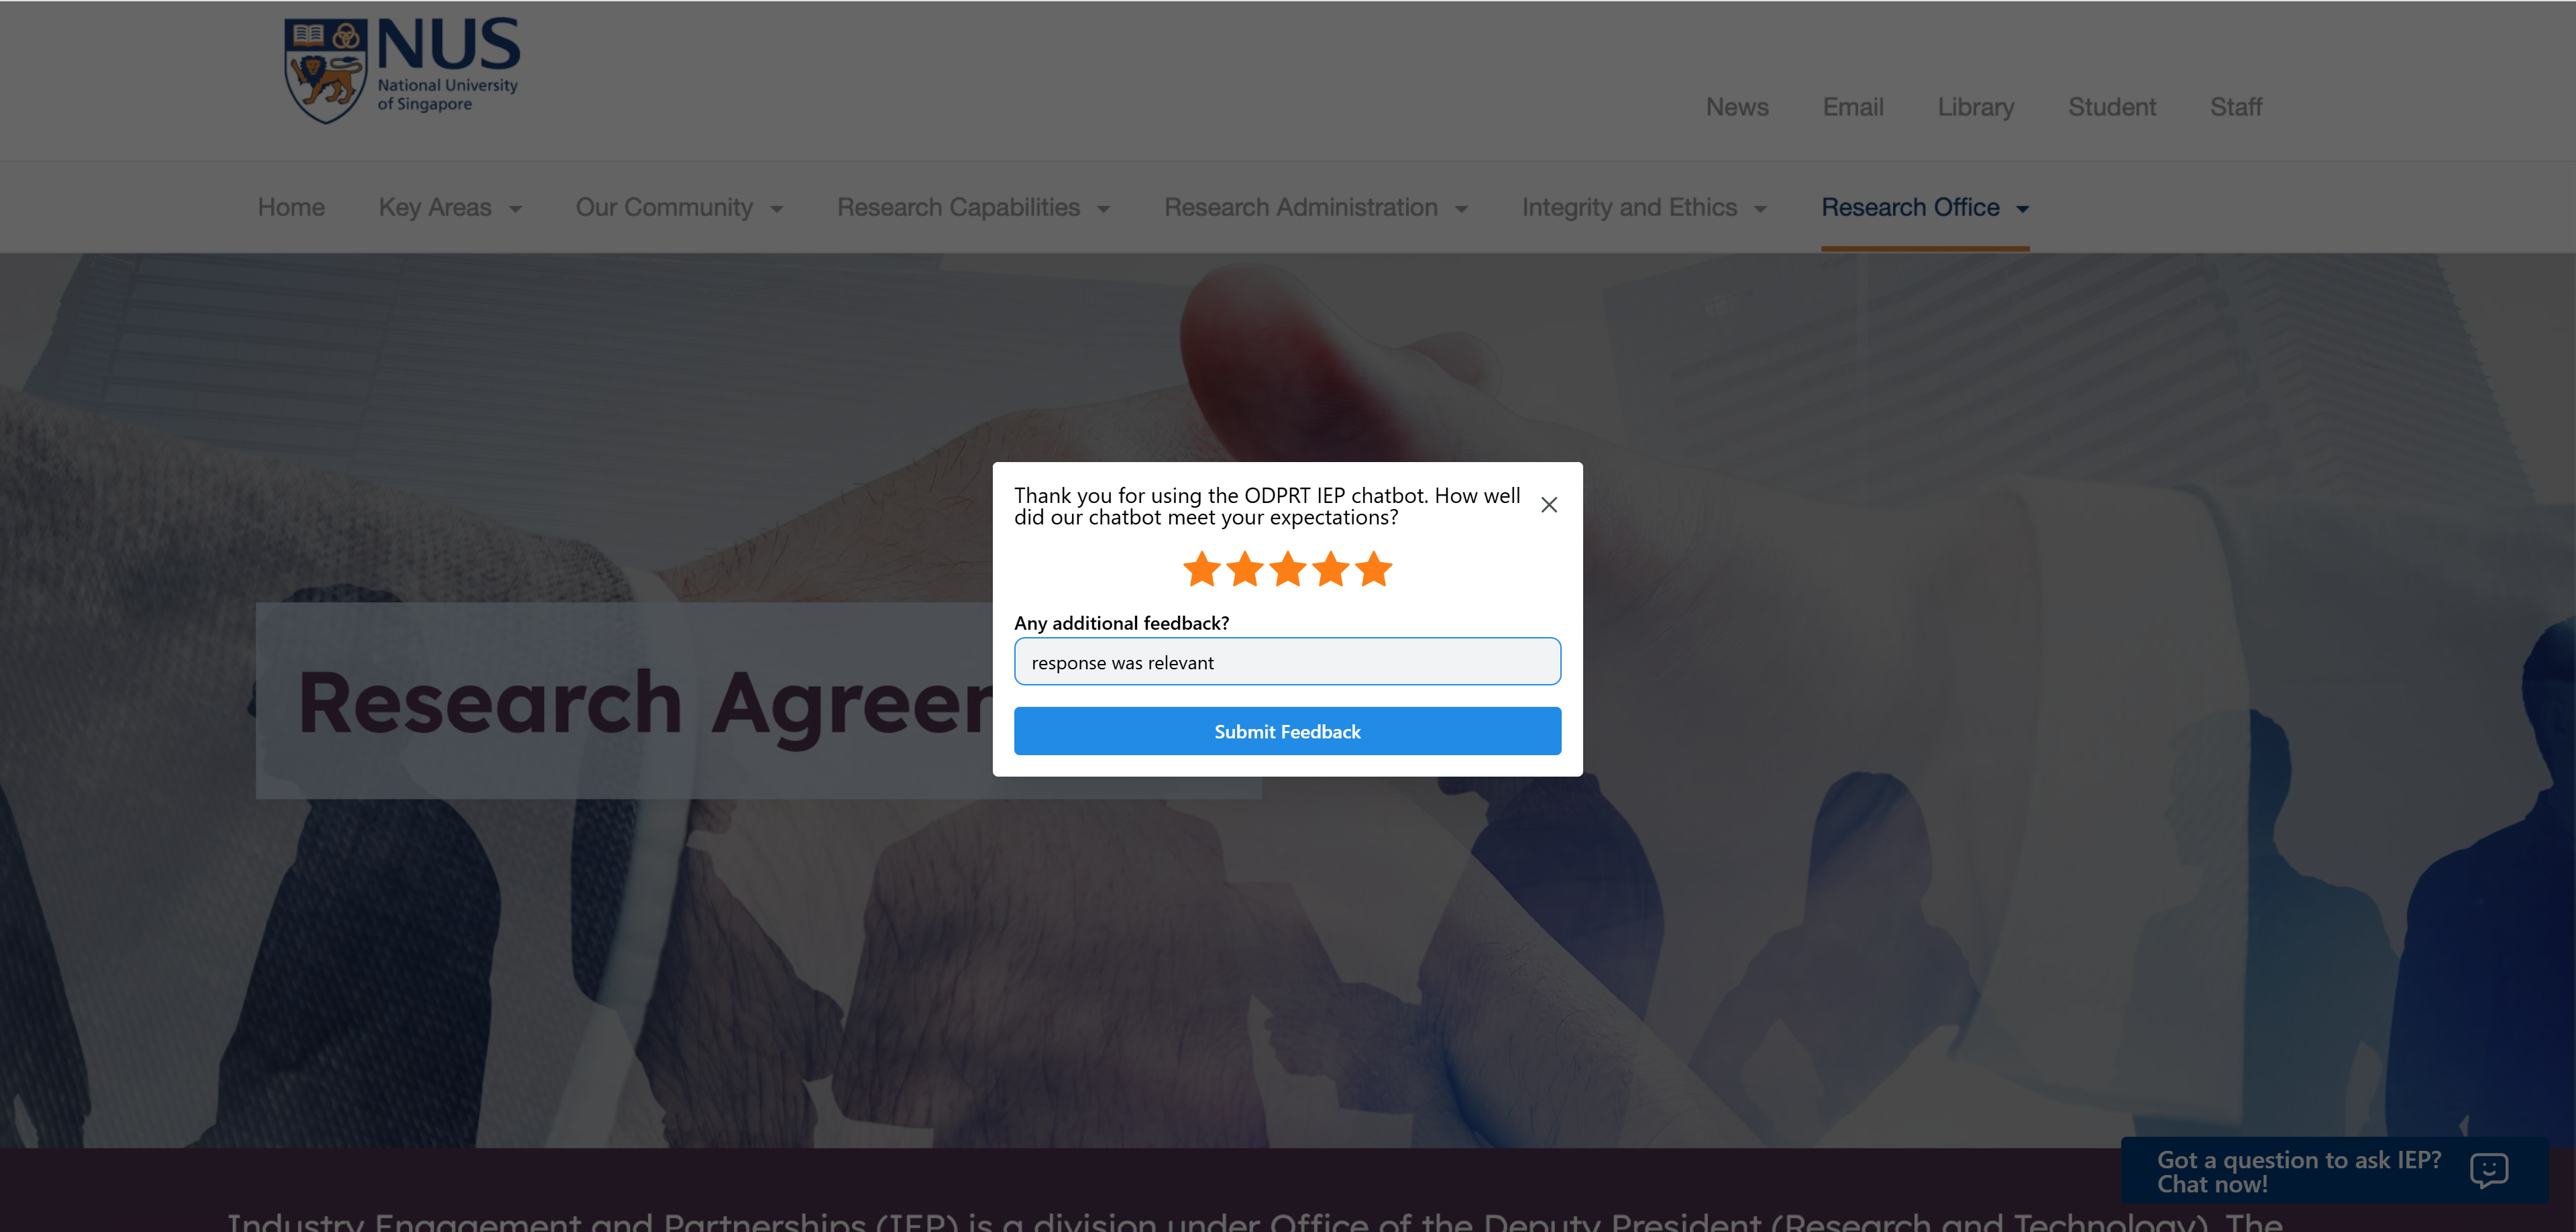 NUS
National University
of Singapore
News Email Library Student Staff
Home Key Areas Our Community Research Capabilities Research Administration Integrity and Ethics Research Office
Thank you for using the ODPRT IEP chatbot. How well
did our chatbot meet your expectations?
Any additional feedback?
response was relevant
Submit Feedback
Research Agreer
Got a question to ask IEP?
Chat now!
Industry Engagement and Partnerships (IEP) is a division under Office of the Deputy President (Research and Technology). The